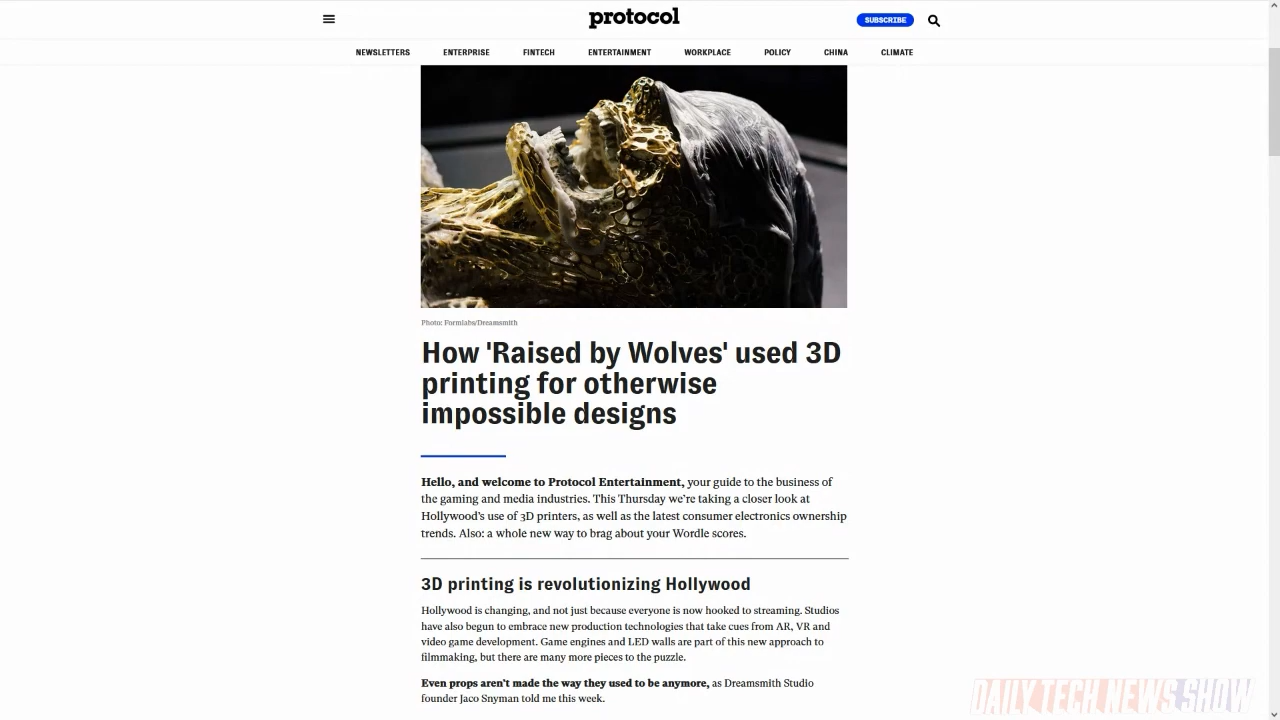 protocol
SUBSCRIBE
NEWSLETTERS ENTERPRISE FINTECH ENTERTAINMENT WORKPLACE POLICY CHINA CLIMATE
Photo: Formlabs/Dreamsmith
How 'Raised by Wolves' used 3D
printing for otherwise
impossible designs
Hello, and welcome to Protocol Entertainment, your guide to the business of
the gaming and media industries. This Thursday we’re taking a closer look at
Hollywood’s use of 3D printers, as well as the latest consumer electronics ownership
trends. Also: a whole new way to brag about your Wordle scores.
3D printing is revolutionizing Hollywood
Hollywood is changing, and not just because everyone is now hooked to streaming. Studios
have also begun to embrace new production technologies that take cues from AR, VR and
video game development. Game engines and LED walls are part of this new approach to
filmmaking, but there are many more pieces to the puzzle.
Even props aren’t made the way they used to be anymore, as Dreamsmith Studio
founder Jaco Snyman told me this week.
DAILY TECH NEWS SHOW